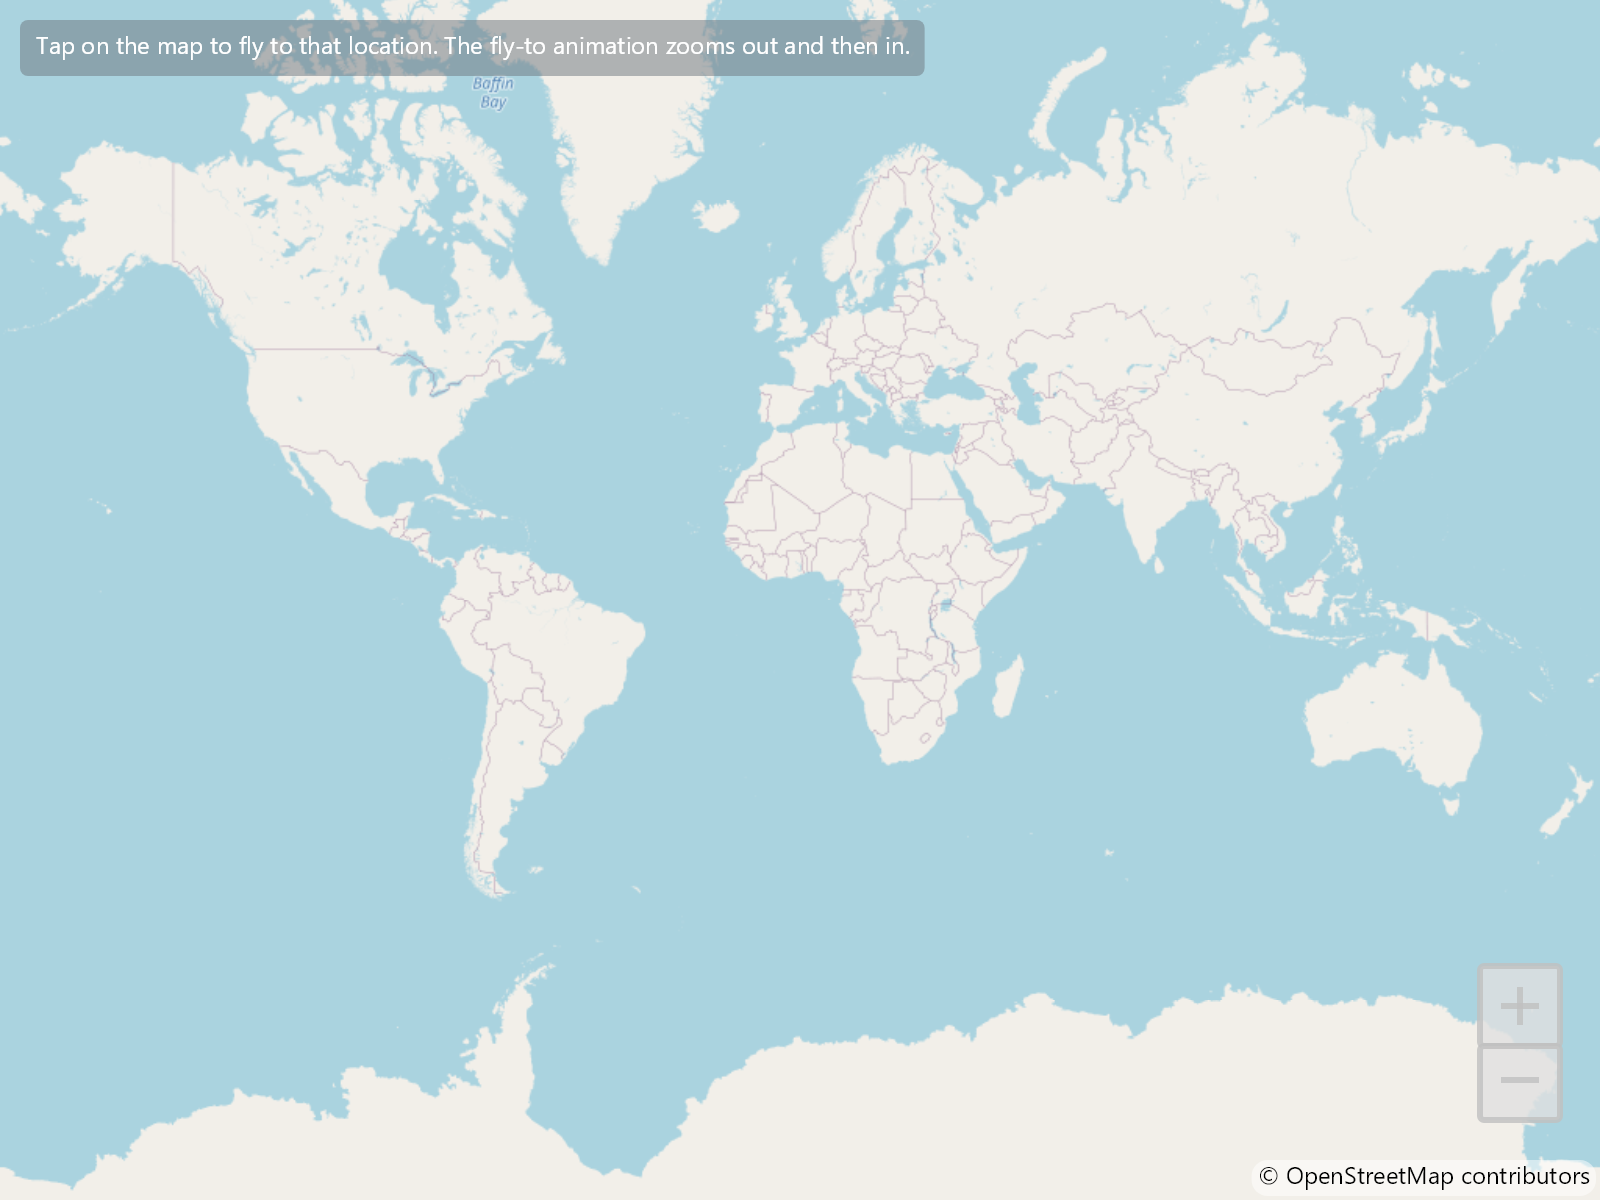 Tap on the map to fly to that location. The fly-to animation zooms out and then in.
Baffin
Bay
© OpenStreetMap contributors